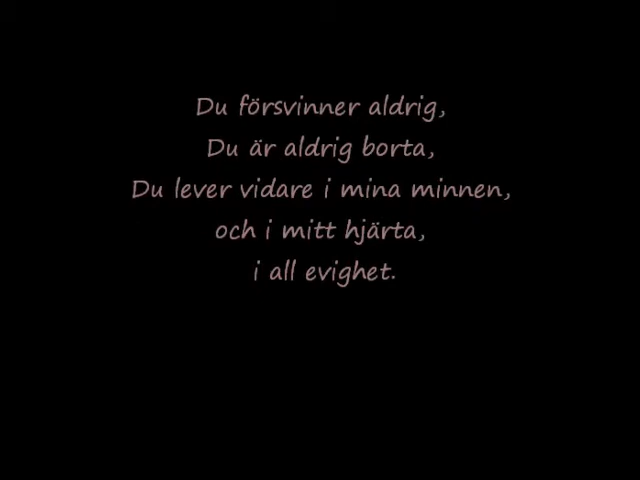 Du försvinner aldrig,
Du är aldrig borta,
Du lever vidare i mina minnen,
och i mitt hjärta,
i all evighet.